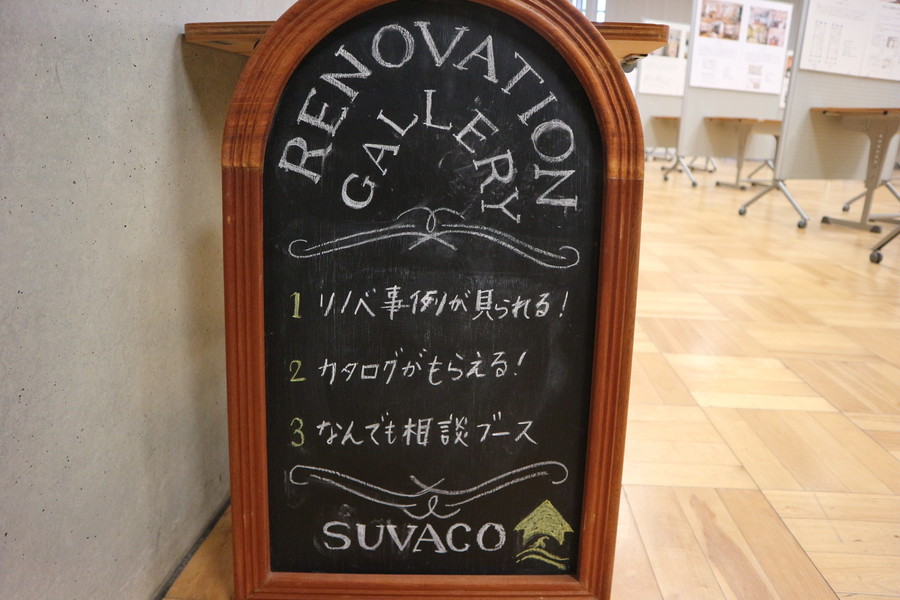 RENOVATION
GALLERY
1 リノベ事例が見られる!
2 カタログがもらえる!
3 なんでも相談ブース
SUVACO